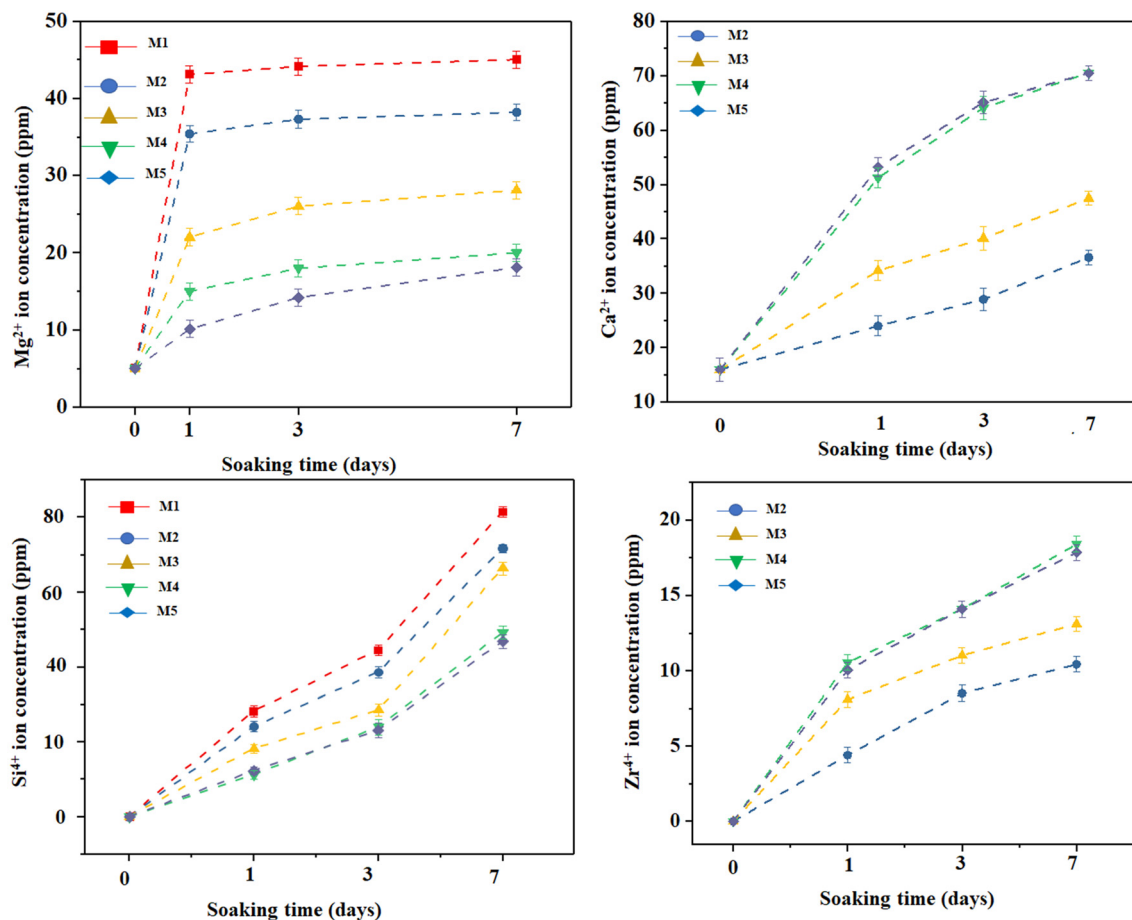 50
40
30
20
10
0
Mg²⁺ ion concentration (ppm)
M1
M2
M3
M4
M5
0 1 3 7
Soaking time (days)
80
70
60
50
40
30
20
10
Ca²⁺ ion concentration (ppm)
M2
M3
M4
M5
0 1 3 7
Soaking time (days)
80
60
40
10
0
Si⁴⁺ ion concentration (ppm)
M1
M2
M3
M4
M5
0 1 3 7
Soaking time (days)
20
15
10
5
0
Zr⁴⁺ ion concentration (ppm)
M2
M3
M4
M5
0 1 3 7
Soaking time (days)